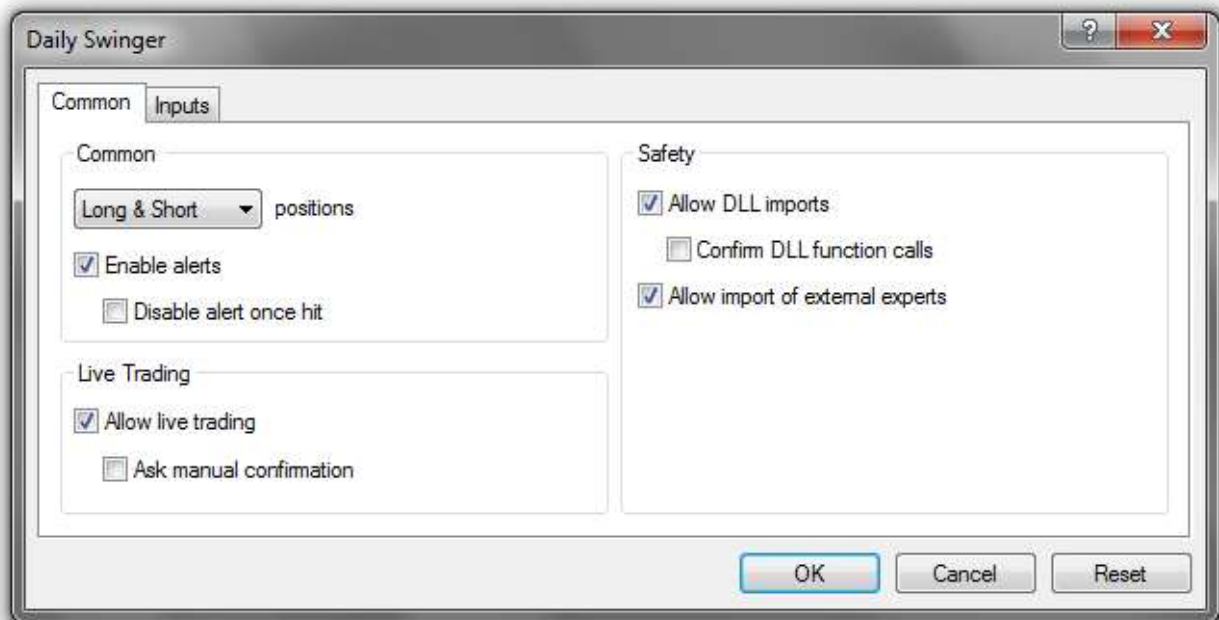 Daily Swinger
?
X
Common
Inputs
Common
Long & Short positions
Enable alerts
Disable alert once hit
Live Trading
Allow live trading
Ask manual confirmation
Safety
Allow DLL imports
Confirm DLL function calls
Allow import of external experts
OK
Cancel
Reset